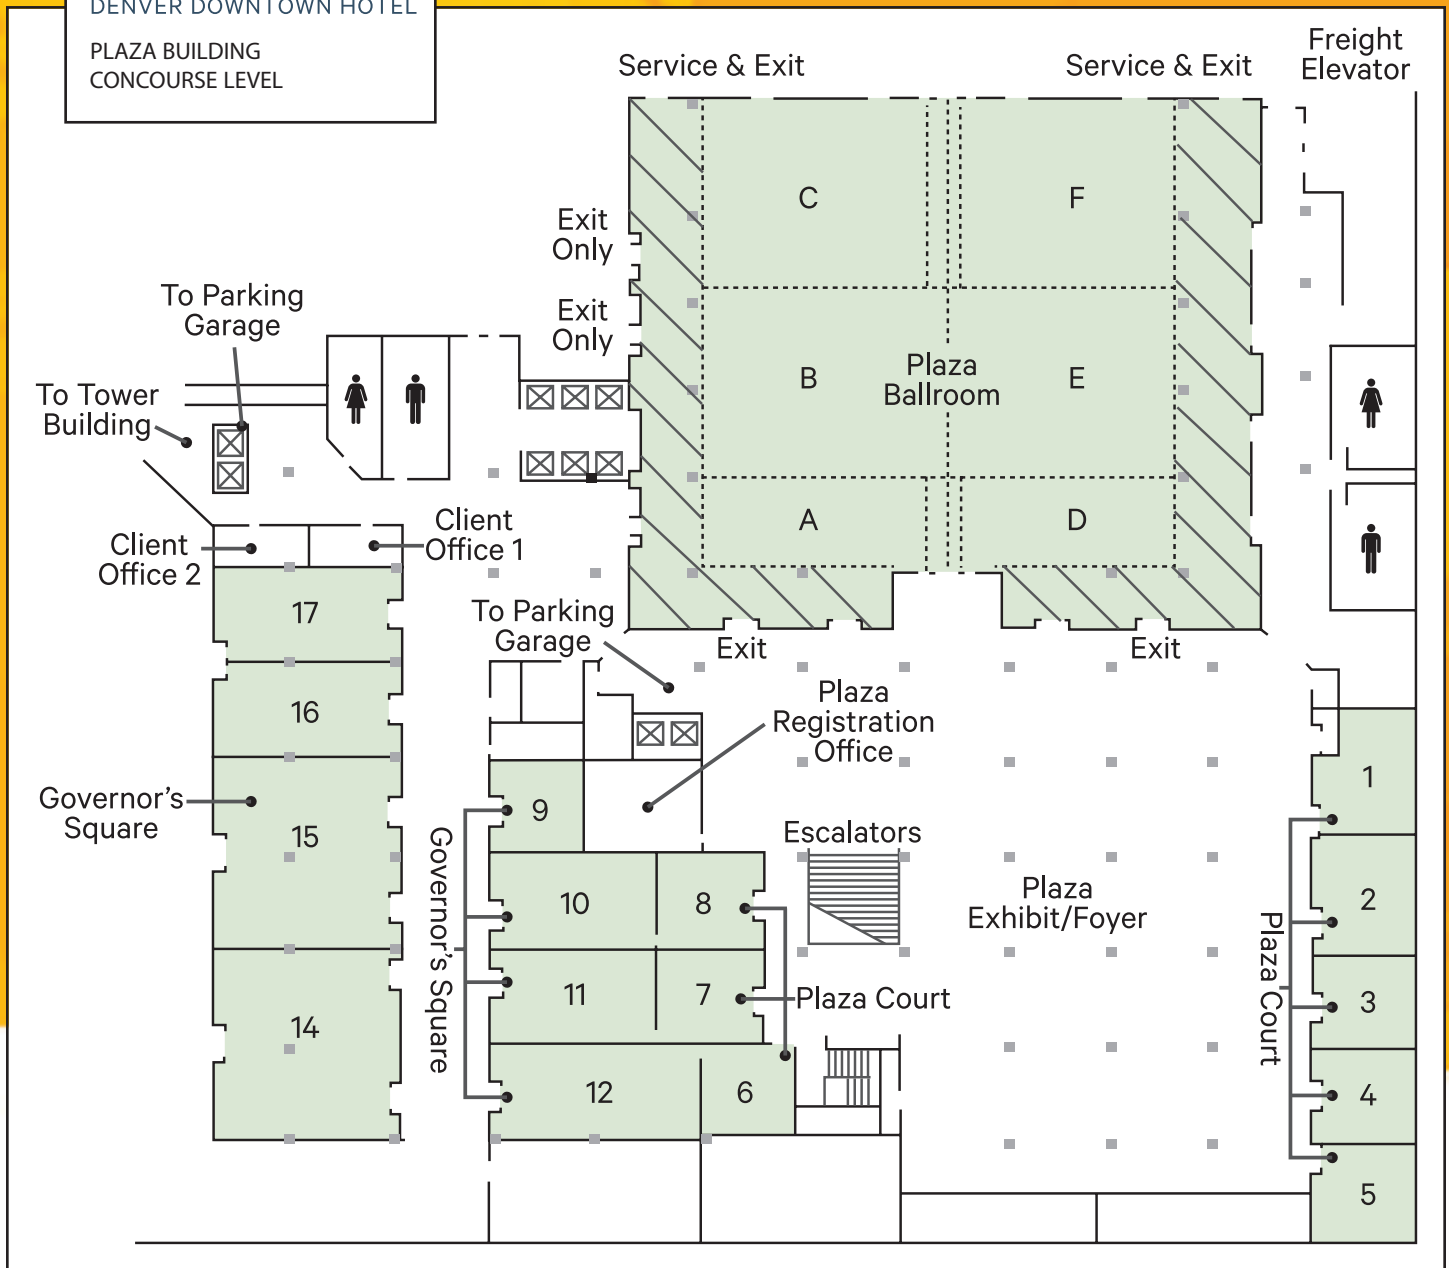 DENVER DOWNTOWN HOTEL
PLAZA BUILDING
CONCOURSE LEVEL
Service & Exit
Service & Exit
Freight
Elevator
C
F
Exit
Only
Exit
Only
To Parking
Garage
To Tower
Building
B
Plaza
Ballroom
E
A
D
Client
Office 1
Client
Office 2
17
To Parking
Garage
Exit
Exit
16
Plaza
Registration
Office
Governor's
Square
15
9
Escalators
1
Governor's Square
10
8
Plaza
Exhibit/Foyer
2
Plaza Court
11
7
Plaza Court
3
14
12
6
4
5